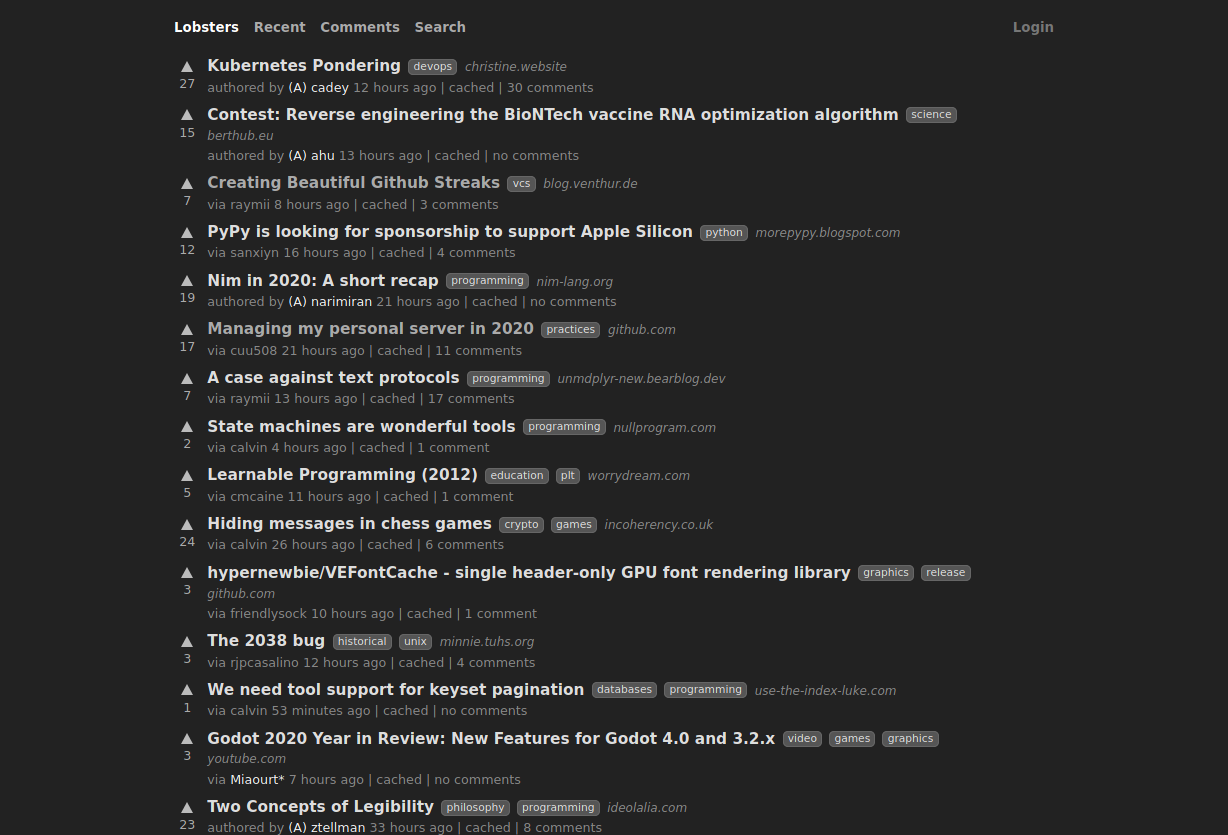 Lobsters Recent Comments Search Login
▲ Kubernetes Pondering devops christine.website
27 authored by (A) cadey 12 hours ago | cached | 30 comments
▲ Contest: Reverse engineering the BioNTech vaccine RNA optimization algorithm science
15 berthub.eu
authored by (A) ahu 13 hours ago | cached | no comments
▲ Creating Beautiful Github Streaks vcs blog.venthur.de
7 via raymii 8 hours ago | cached | 3 comments
▲ PyPy is looking for sponsorship to support Apple Silicon python morepypy.blogspot.com
12 via sanxiyn 16 hours ago | cached | 4 comments
▲ Nim in 2020: A short recap programming nim-lang.org
19 authored by (A) narimiran 21 hours ago | cached | no comments
▲ Managing my personal server in 2020 practices github.com
17 via cuu508 21 hours ago | cached | 11 comments
▲ A case against text protocols programming unmdplyr-new.bearblog.dev
7 via raymii 13 hours ago | cached | 17 comments
▲ State machines are wonderful tools programming nullprogram.com
2 via calvin 4 hours ago | cached | 1 comment
▲ Learnable Programming (2012) education plt worrydream.com
5 via cmcaine 11 hours ago | cached | 1 comment
▲ Hiding messages in chess games crypto games incoherency.co.uk
24 via calvin 26 hours ago | cached | 6 comments
▲ hypernewbie/VEFontCache - single header-only GPU font rendering library graphics release
3 github.com
via friendlysock 10 hours ago | cached | 1 comment
▲ The 2038 bug historical unix minnie.tuhs.org
3 via rjpcasalino 12 hours ago | cached | 4 comments
▲ We need tool support for keyset pagination databases programming use-the-index-luke.com
1 via calvin 53 minutes ago | cached | no comments
▲ Godot 2020 Year in Review: New Features for Godot 4.0 and 3.2.x video games graphics
3 youtube.com
via Miaourt* 7 hours ago | cached | no comments
▲ Two Concepts of Legibility philosophy programming ideolalia.com
23 authored by (A) ztellman 33 hours ago | cached | 8 comments